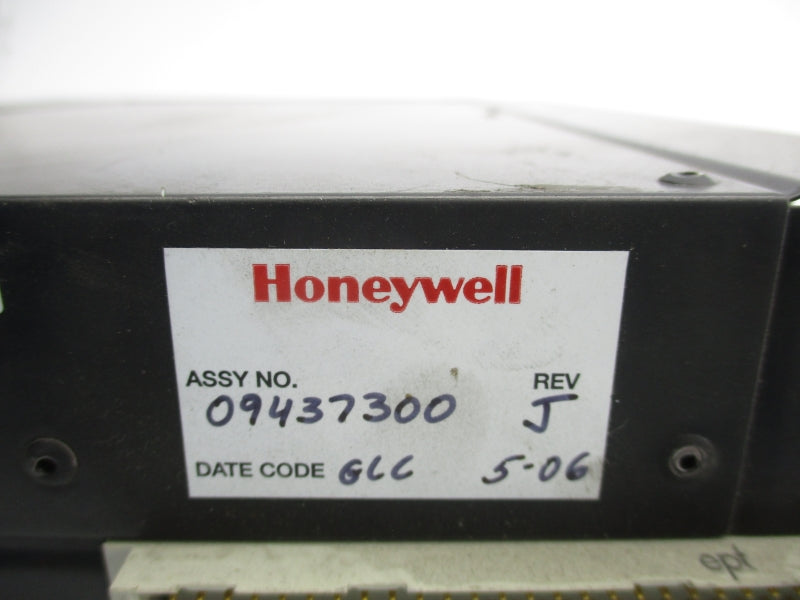 Honeywell
ASSY NO. REV
09437300 J
DATE CODE GLC 5-06
ept